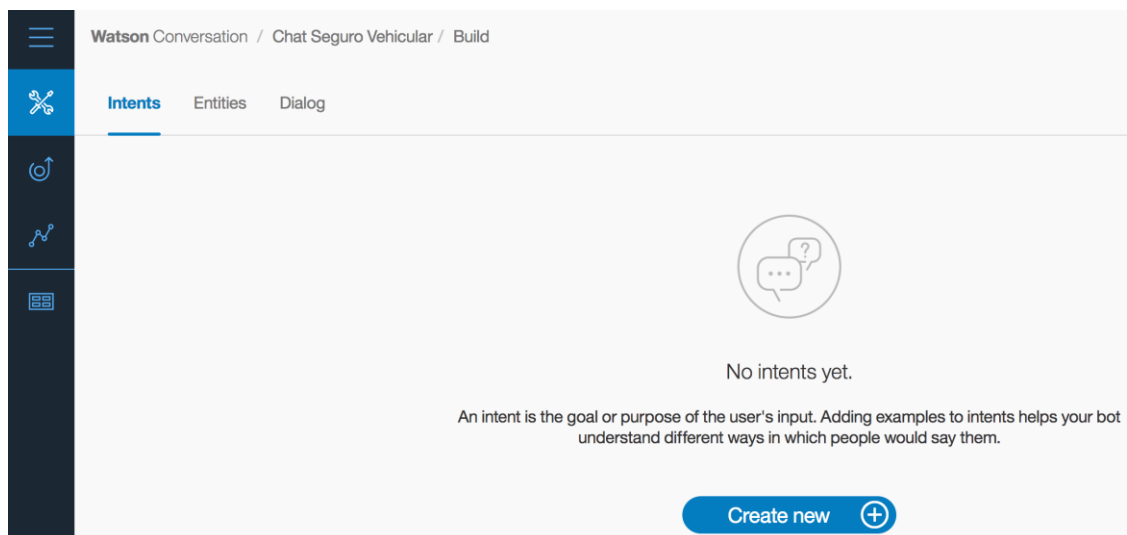 Watson Conversation / Chat Seguro Vehicular / Build
Intents Entities Dialog
?
No intents yet.
An intent is the goal or purpose of the user's input. Adding examples to intents helps your bot
understand different ways in which people would say them.
Create new